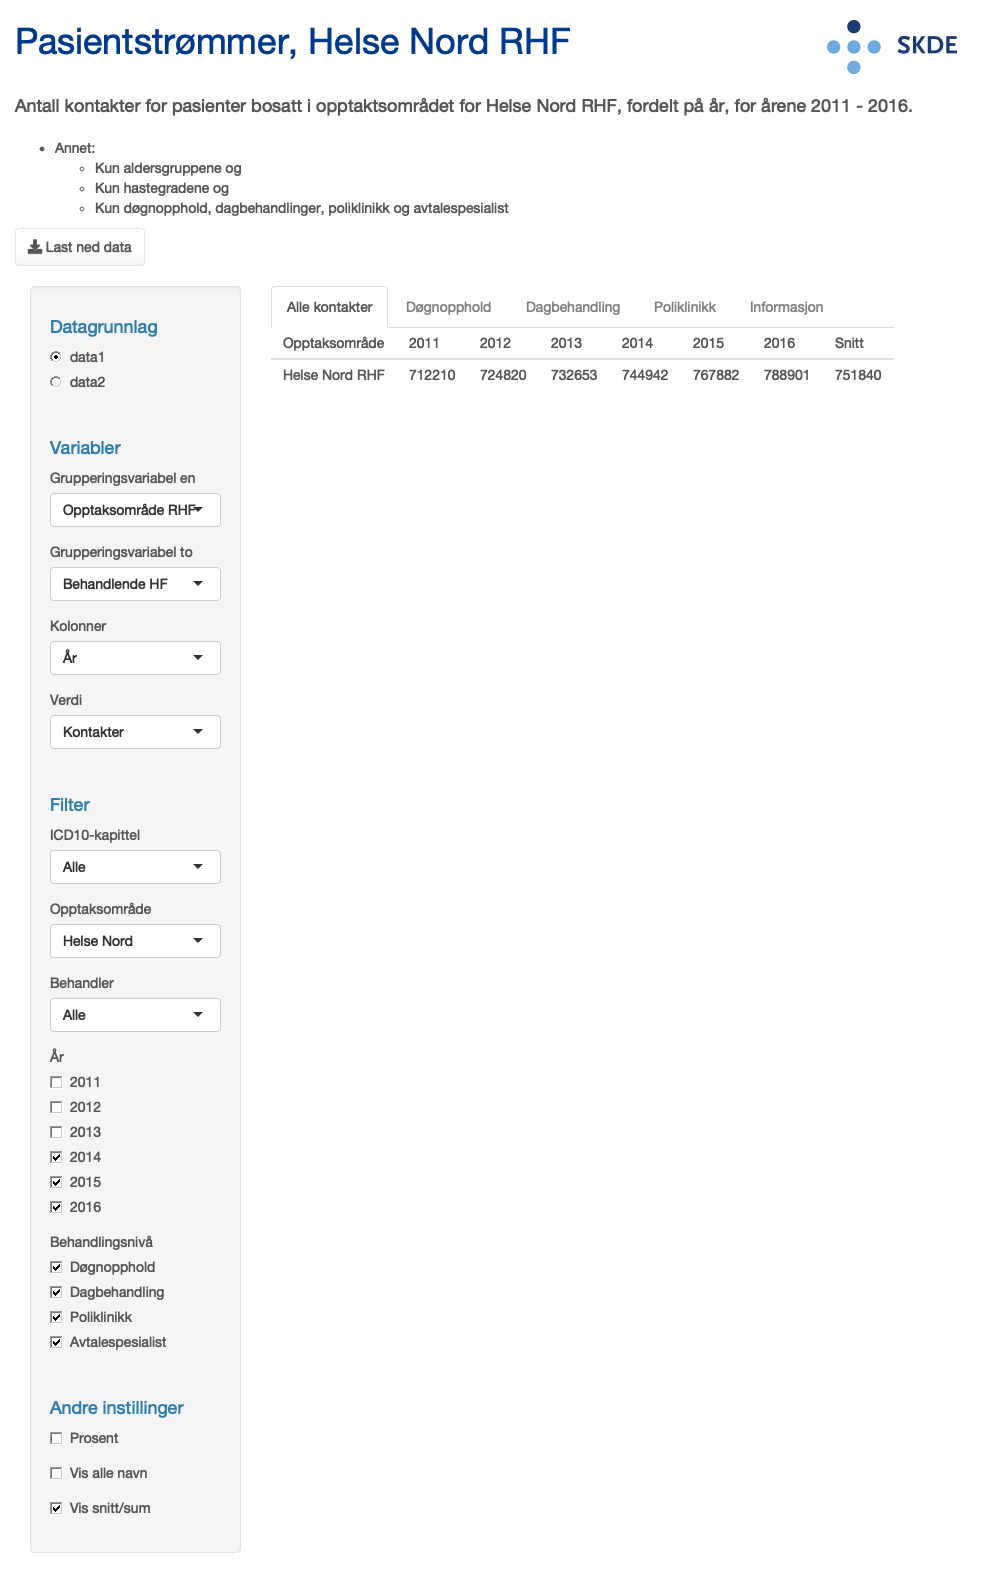 Pasientstrømmer, Helse Nord RHF
SKDE
Antall kontakter for pasienter bosatt i opptaktsområdet for Helse Nord RHF, fordelt på år, for årene 2011 - 2016.
Annet:
Kun aldersgruppene og
Kun hastegradene og
Kun døgnopphold, dagbehandlinger, poliklinikk og avtalespesialist
Last ned data
Datagrunnlag
data1
data2
Variabler
Grupperingsvariabel en
Opptaksområde RHF
Grupperingsvariabel to
Behandlende HF
Kolonner
År
Verdi
Kontakter
Filter
ICD10-kapittel
Alle
Opptaksområde
Helse Nord
Behandler
Alle
År
2011
2012
2013
2014
2015
2016
Behandlingsnivå
Døgnopphold
Dagbehandling
Poliklinikk
Avtalespesialist
Andre instillinger
Prosent
Vis alle navn
Vis snitt/sum
Alle kontakter Døgnopphold Dagbehandling Poliklinikk Informasjon
Opptaksområde 2011 2012 2013 2014 2015 2016 Snitt
Helse Nord RHF 712210 724820 732653 744942 767882 788901 751840